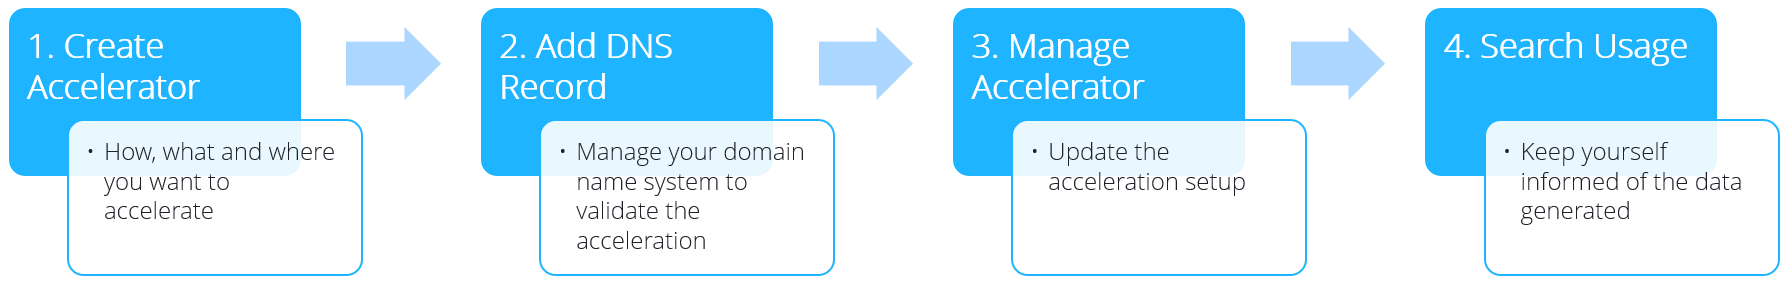 1. Create
Accelerator
• How, what and where
you want to
accelerate
2. Add DNS
Record
• Manage your domain
name system to
validate the
acceleration
3. Manage
Accelerator
• Update the
acceleration setup
4. Search Usage
• Keep yourself
informed of the data
generated